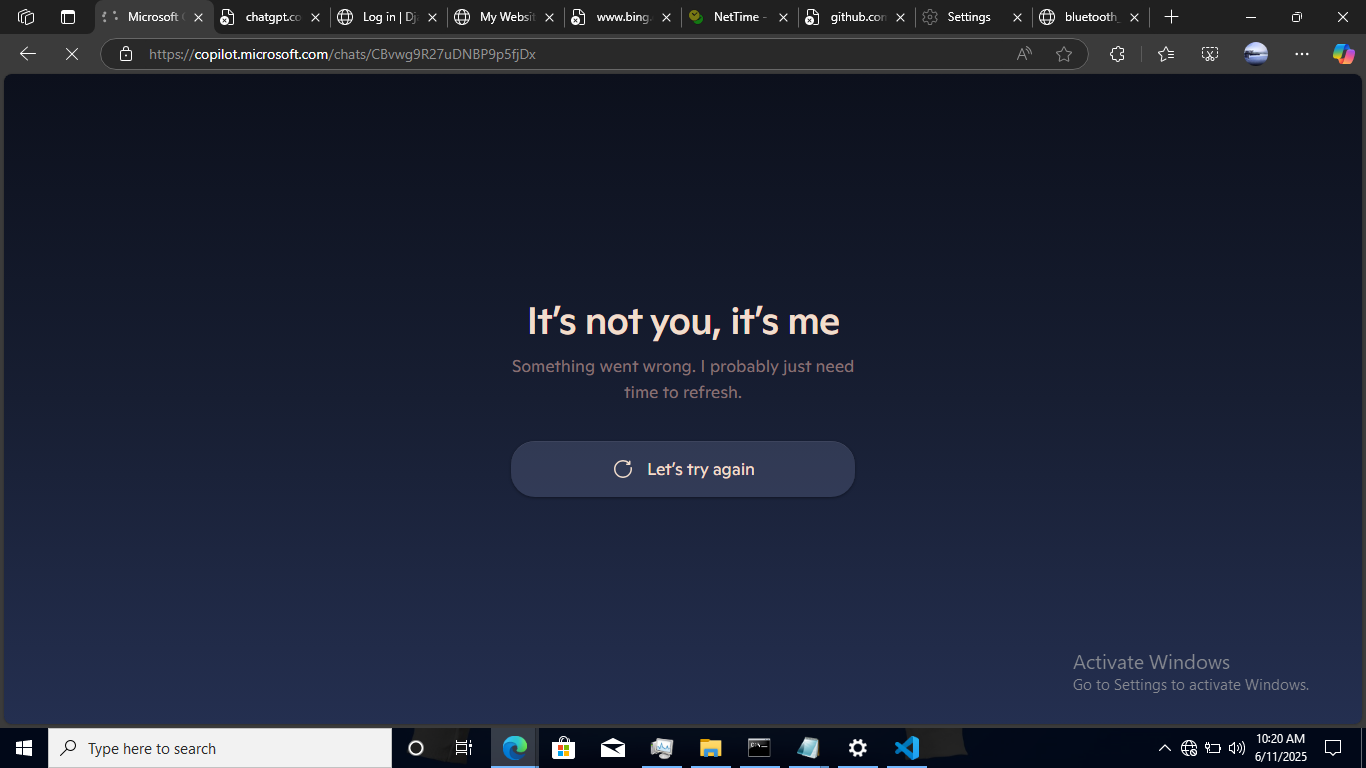 Microsoft C
chatgpt.co
Log in | Dj
My Websit
www.bing.
NetTime -
github.con
Settings
bluetooth_
https://copilot.microsoft.com/chats/CBvwg9R27uDNBP9p5fjDx
It's not you, it's me
Something went wrong. I probably just need
time to refresh.
Let's try again
Activate Windows
Go to Settings to activate Windows.
Type here to search
10:20 AM
6/11/2025